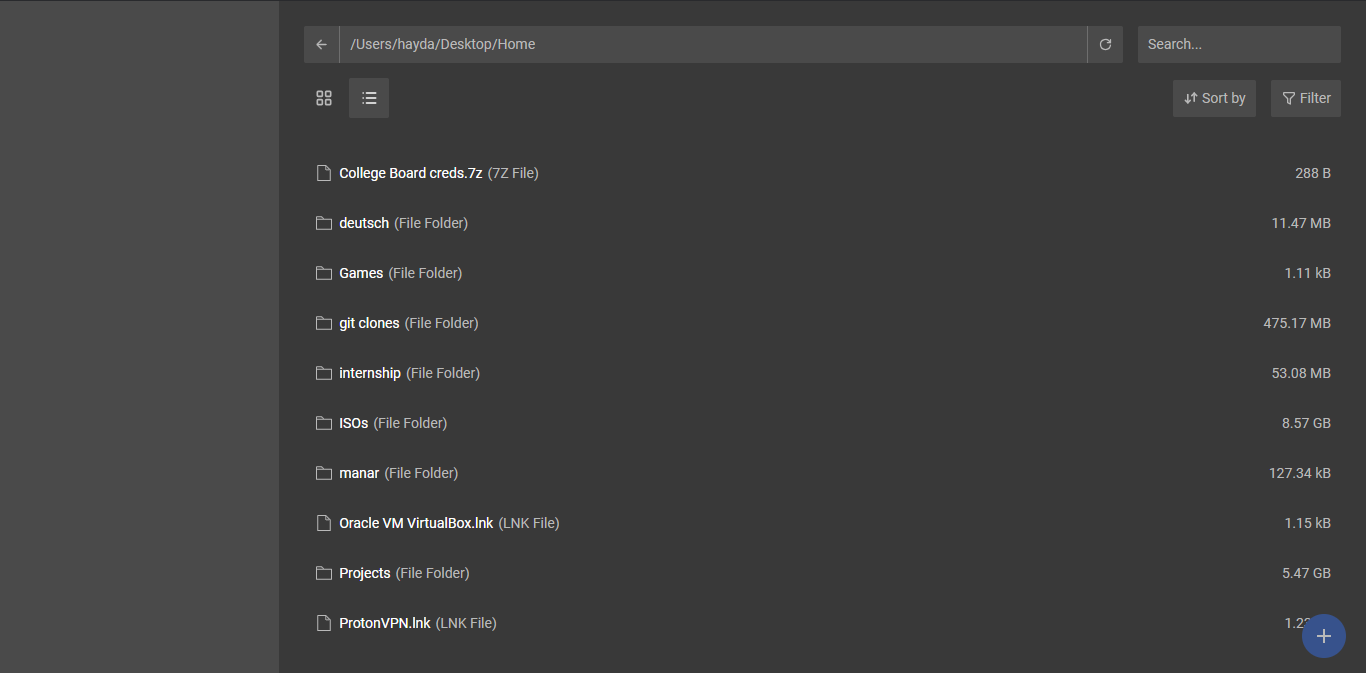 /Users/hayda/Desktop/Home
Search...
Sort by
Filter
College Board creds.7z (7Z File) 288 B
deutsch (File Folder) 11.47 MB
Games (File Folder) 1.11 kB
git clones (File Folder) 475.17 MB
internship (File Folder) 53.08 MB
ISOs (File Folder) 8.57 GB
manar (File Folder) 127.34 kB
Oracle VM VirtualBox.lnk (LNK File) 1.15 kB
Projects (File Folder) 5.47 GB
ProtonVPN.lnk (LNK File)